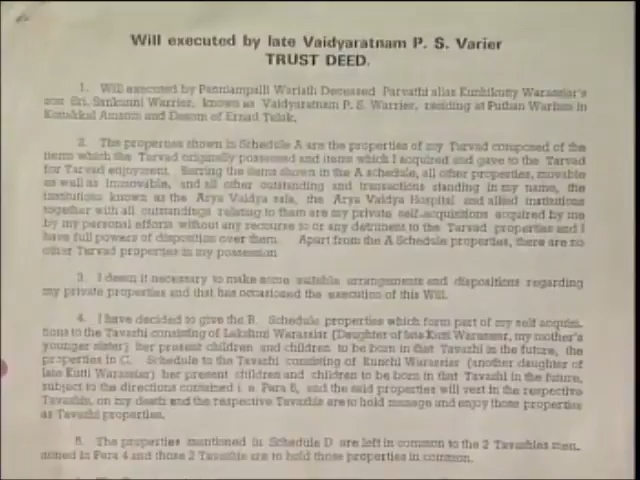 Will executed by late Vaidyaratnam P. S. Varier
TRUST DEED.
1. Will executed by Panniampalli Wariath Deceased Parvathi alias Kunhikutty Warassiar's
son Sri. Sankunni Warrier, known as Vaidyaratnam P. S. Warrier, residing at Puthan Warliam in
Kottakkal Amsom and Desom of Ernad Taluk.
2. The properties shown in Schedule A are the properties of my Tarvad composed of the
items which the Tarvad originally possessed and items which I acquired and gave to the Tarvad
for Tarvad enjoyment. Barring the items shown in the A schedule, all other properties, movable
as well as immovable, and all other outstanding and transactions standing in my name, the
institutions known as the Arya Vaidya sala, the Arya Vaidya Hospital and allied institutions
together with all outstandings relating to them are my private self-acquisitions acquired by me
by my personal efforts without any recourse to or any detriment to the Tarvad properties and I
have full powers of disposition over them. Apart from the A Schedule properties, there are no
other Tarvad properties in my possession
3. I deem it necessary to make some suitable arrangements and dispositions regarding
my private properties and that has occasioned the execution of this Will.
4. I have decided to give the B. Schedule properties which form part of my self acquisi-
tions to the Tavazhi consisting of Lakshmi Warassiar (Daughter of late Kutti Warassiar, my mother's
younger sister) her present children and children to be born in that Tavazhi in the future, the
properties in C. Schedule to the Tavazhi consisting of Kunchi Warassiar (another daughter of
late Kutti Warassiar) her present children and children to be born in that Tavazhi in the future,
subject to the directions contained i. e. Para 6, and the said properties will vest in the respective
Tavazhis, on my death and the respective Tavazhis are to hold manage and enjoy those properties
as Tavazhi properties.
5. The properties mentioned in Schedule D are left in common to the 2 Tavazhies men-
tioned in Para 4 and those 2 Tavazhis are to hold those properties in common.